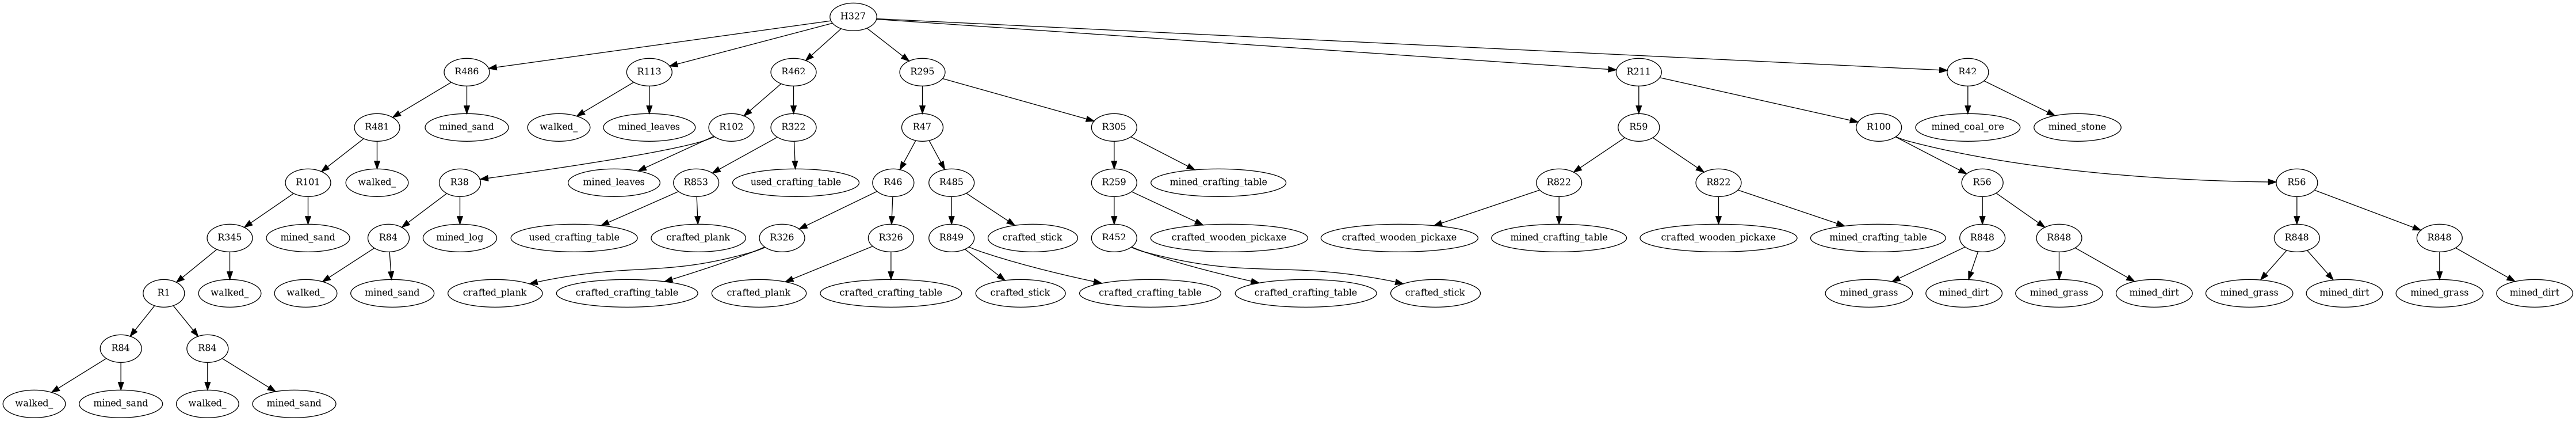 H327
R486
R113
R462
R295
R211
R42
R481
mined_sand
walked_
mined_leaves
R102
R322
R47
R305
R59
R100
mined_coal_ore
mined_stone
R101
walked_
R38
mined_leaves
R853
used_crafting_table
R46
R485
R259
mined_crafting_table
R822
R822
R56
R56
R345
mined_sand
R84
mined_log
used_crafting_table
crafted_plank
R326
R326
R849
crafted_stick
R452
crafted_wooden_pickaxe
crafted_wooden_pickaxe
mined_crafting_table
crafted_wooden_pickaxe
mined_crafting_table
R848
R848
R848
R848
R1
walked_
walked_
mined_sand
crafted_plank
crafted_crafting_table
crafted_plank
crafted_crafting_table
crafted_stick
crafted_crafting_table
crafted_crafting_table
crafted_stick
mined_grass
mined_dirt
mined_grass
mined_dirt
mined_grass
mined_dirt
mined_grass
mined_dirt
R84
R84
walked_
mined_sand
walked_
mined_sand